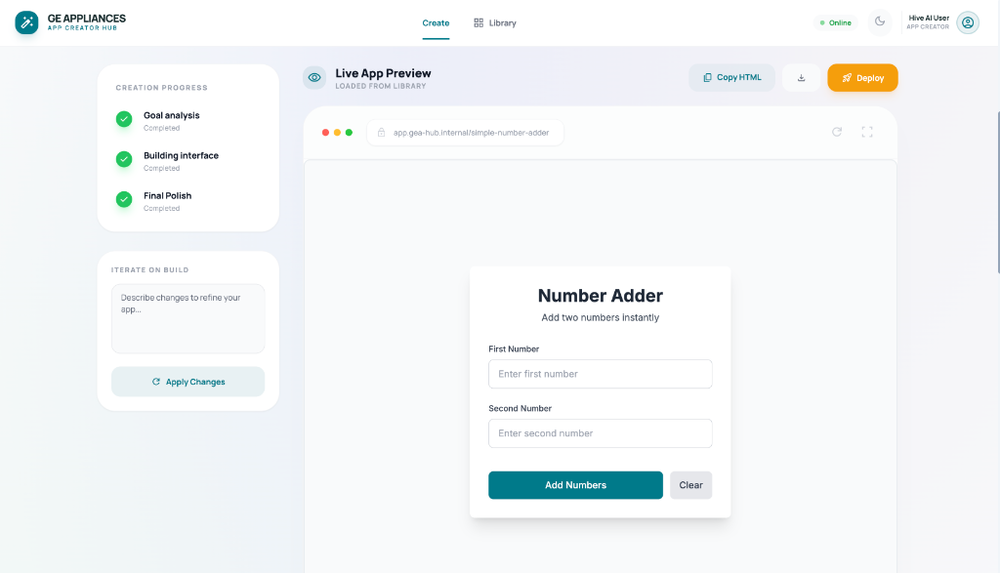 GE APPLIANCES
APP CREATOR HUB
Create
Library
Online
Hive AI User
APP CREATOR
CREATION PROGRESS
Goal analysis
Completed
Building interface
Completed
Final Polish
Completed
ITERATE ON BUILD
Describe changes to refine your
app...
Apply Changes
Live App Preview
LOADED FROM LIBRARY
Copy HTML
Deploy
app.gea-hub.internal/simple-number-adder
Number Adder
Add two numbers instantly
First Number
Enter first number
Second Number
Enter second number
Add Numbers
Clear